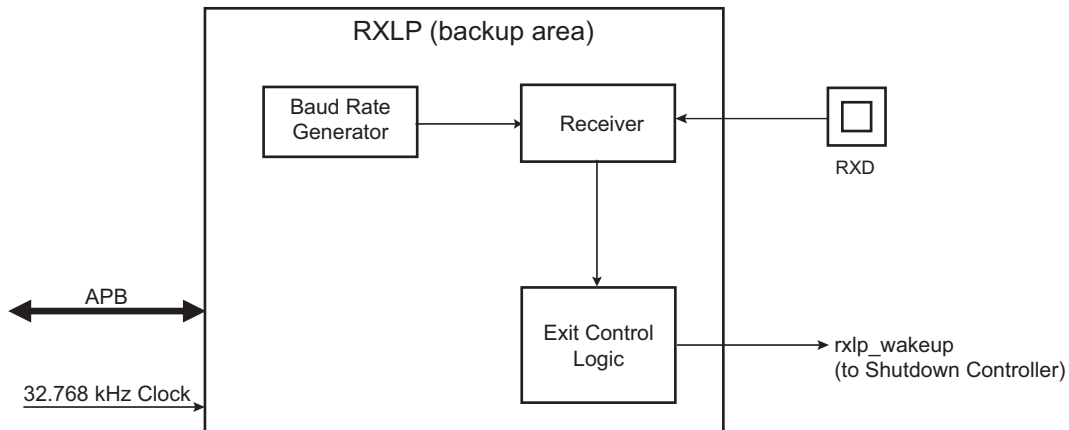 RXLP (backup area)
Baud Rate
Generator
Receiver
RXD
APB
Exit Control
Logic
rxlp_wakeup
(to Shutdown Controller)
32.768 kHz Clock